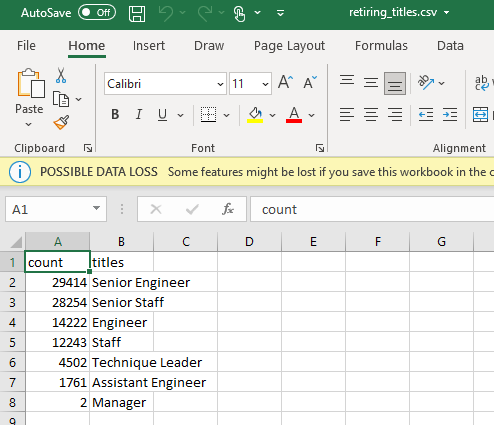 AutoSave Off retiring_titles.csv
File Home Insert Draw Page Layout Formulas Data
Paste Calibri 11 A A ab
B I U A
Clipboard Font Alignment
POSSIBLE DATA LOSS Some features might be lost if you save this workbook in the
A1 fx count
A B C D E F G
1 count titles
2 29414 Senior Engineer
3 28254 Senior Staff
4 14222 Engineer
5 12243 Staff
6 4502 Technique Leader
7 1761 Assistant Engineer
8 2 Manager